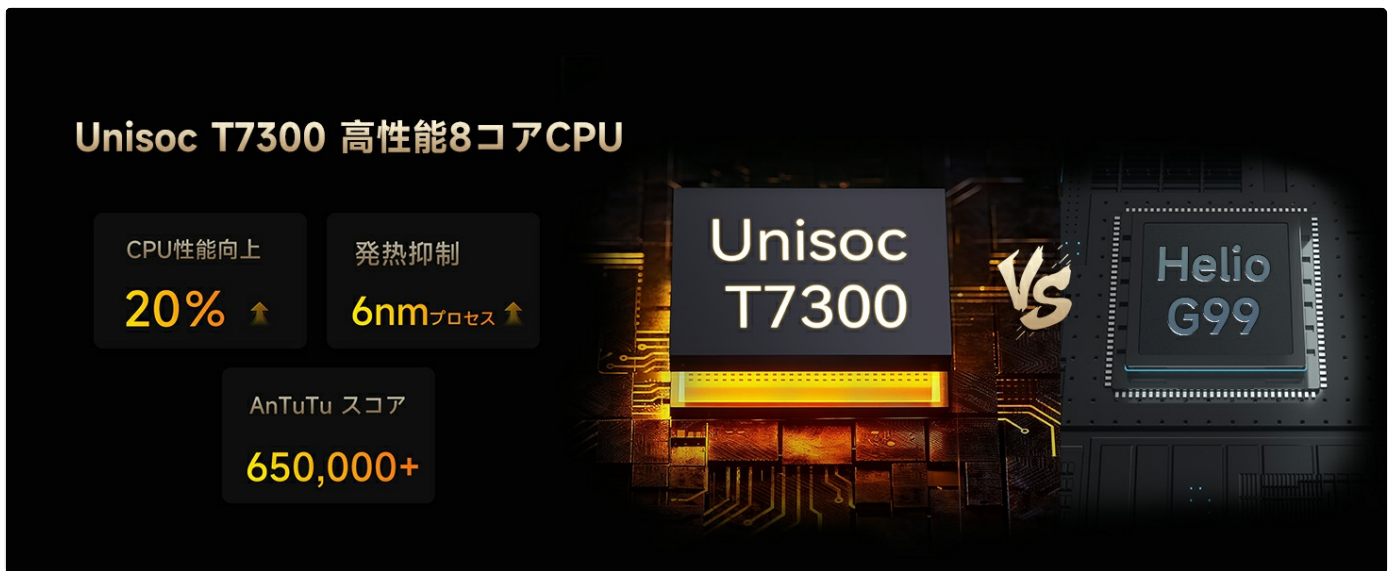 Unisoc T7300 高性能8コアCPU
CPU性能向上
20%
発熱抑制
6nmプロセス
AnTuTu スコア
650,000+
Unisoc
T7300
VS
Helio
G99